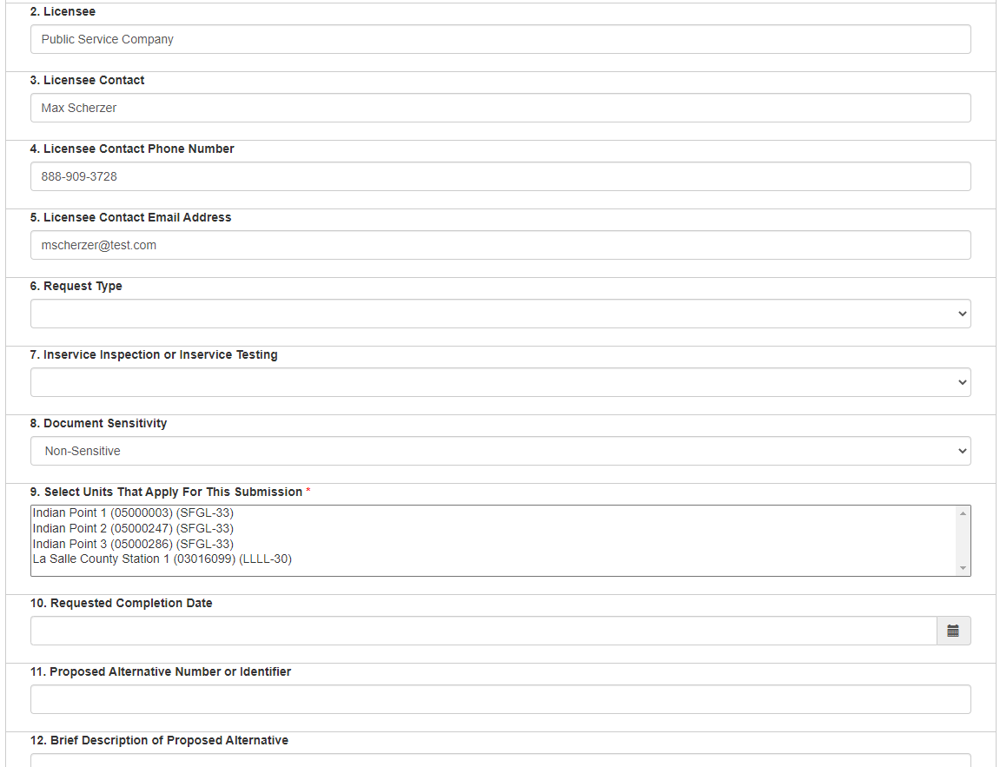 2. Licensee
Public Service Company
3. Licensee Contact
Max Scherzer
4. Licensee Contact Phone Number
888-909-3728
5. Licensee Contact Email Address
mscherzer@test.com
6. Request Type
7. Inservice Inspection or Inservice Testing
8. Document Sensitivity
Non-Sensitive
9. Select Units That Apply For This Submission *
Indian Point 1 (05000003) (SFGL-33)
Indian Point 2 (05000247) (SFGL-33)
Indian Point 3 (05000286) (SFGL-33)
La Salle County Station 1 (03016099) (LLLL-30)
10. Requested Completion Date
11. Proposed Alternative Number or Identifier
12. Brief Description of Proposed Alternative